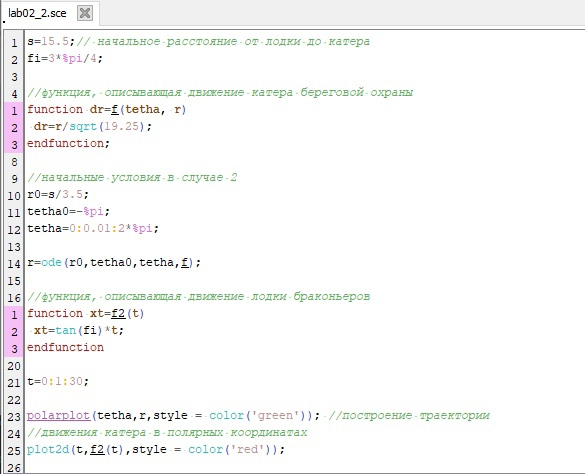 lab02_2.sce
1 s=15.5;// начальное расстояние от лодки до катера
2 fi=3*%pi/4;
3
4 //функция, описывающая движение катера береговой охраны
1 function dr=f(tetha, r)
2 dr=r/sqrt(19.25);
3 endfunction;
8
9 //начальные условия в случае 2
10 r0=s/3.5;
11 tetha0=-%pi;
12 tetha=0:0.01:2*%pi;
13
14 r=ode(r0,tetha0,tetha,f);
15
16 //функция, описывающая движение лодки браконьеров
1 function xt=f2(t)
2 xt=tan(fi)*t;
3 endfunction
20
21 t=0:1:30;
22
23 polarplot(tetha,r,style = color('green')); //построение траектории
24 //движения катера в полярных координатах
25 plot2d(t,f2(t),style = color('red'));
26